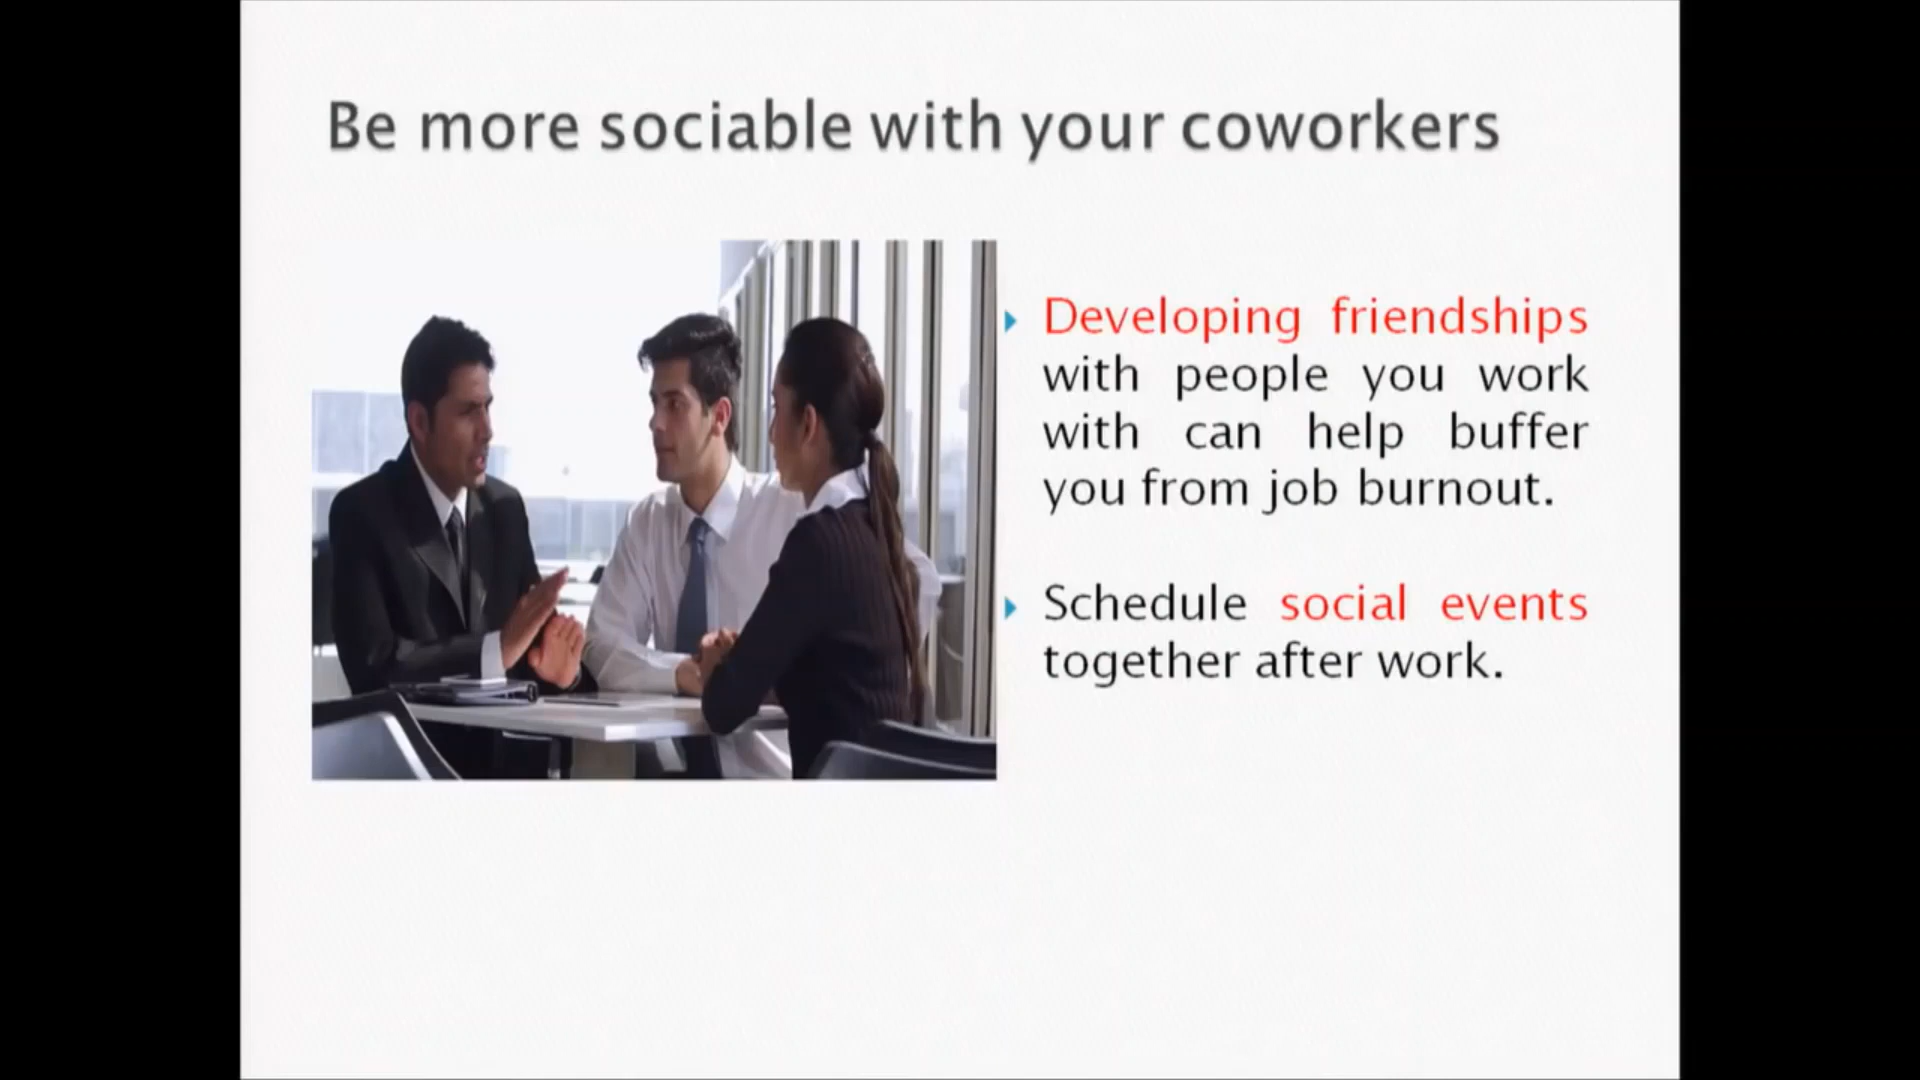 Be more sociable with your coworkers
Developing friendships
with people you work
with can help buffer
you from job burnout.
Schedule social events
together after work.